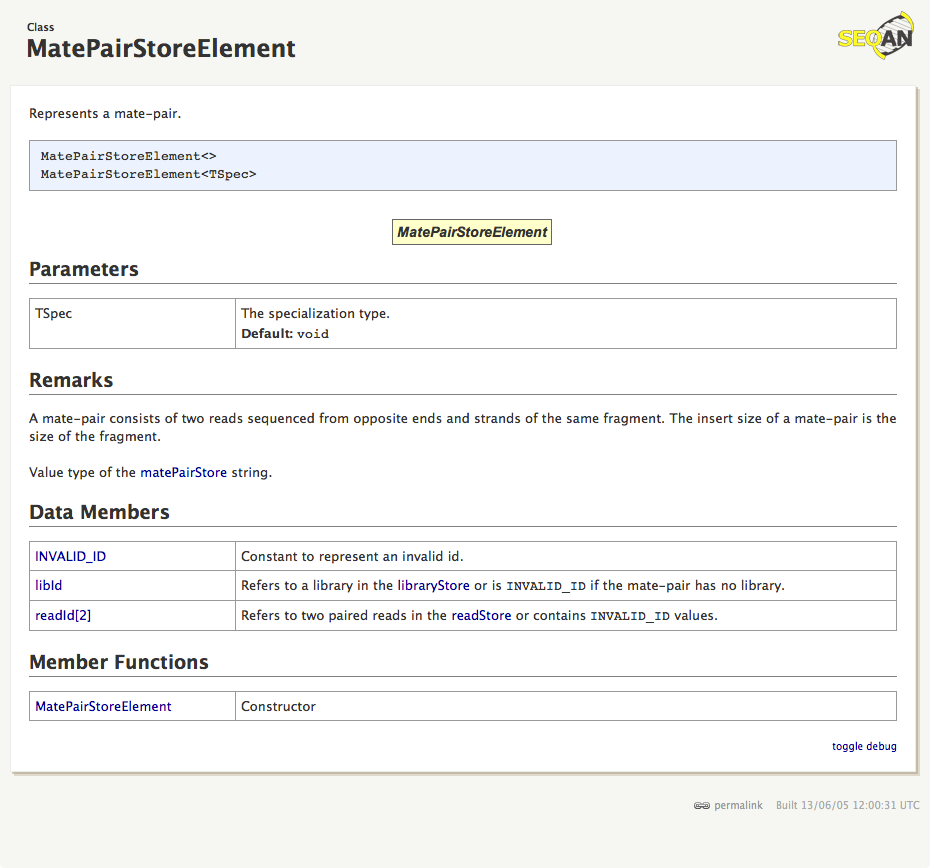 Class
MatePairStoreElement
SEQAN
Represents a mate-pair.
MatePairStoreElement<>
MatePairStoreElement<TSpec>
MatePairStoreElement
Parameters
TSpec The specialization type.
Default: void
Remarks
A mate-pair consists of two reads sequenced from opposite ends and strands of the same fragment. The insert size of a mate-pair is the
size of the fragment.
Value type of the matePairStore string.
Data Members
INVALID_ID Constant to represent an invalid id.
libId Refers to a library in the libraryStore or is INVALID_ID if the mate-pair has no library.
readId[2] Refers to two paired reads in the readStore or contains INVALID_ID values.
Member Functions
MatePairStoreElement Constructor
toggle debug
permalink Built 13/06/05 12:00:31 UTC